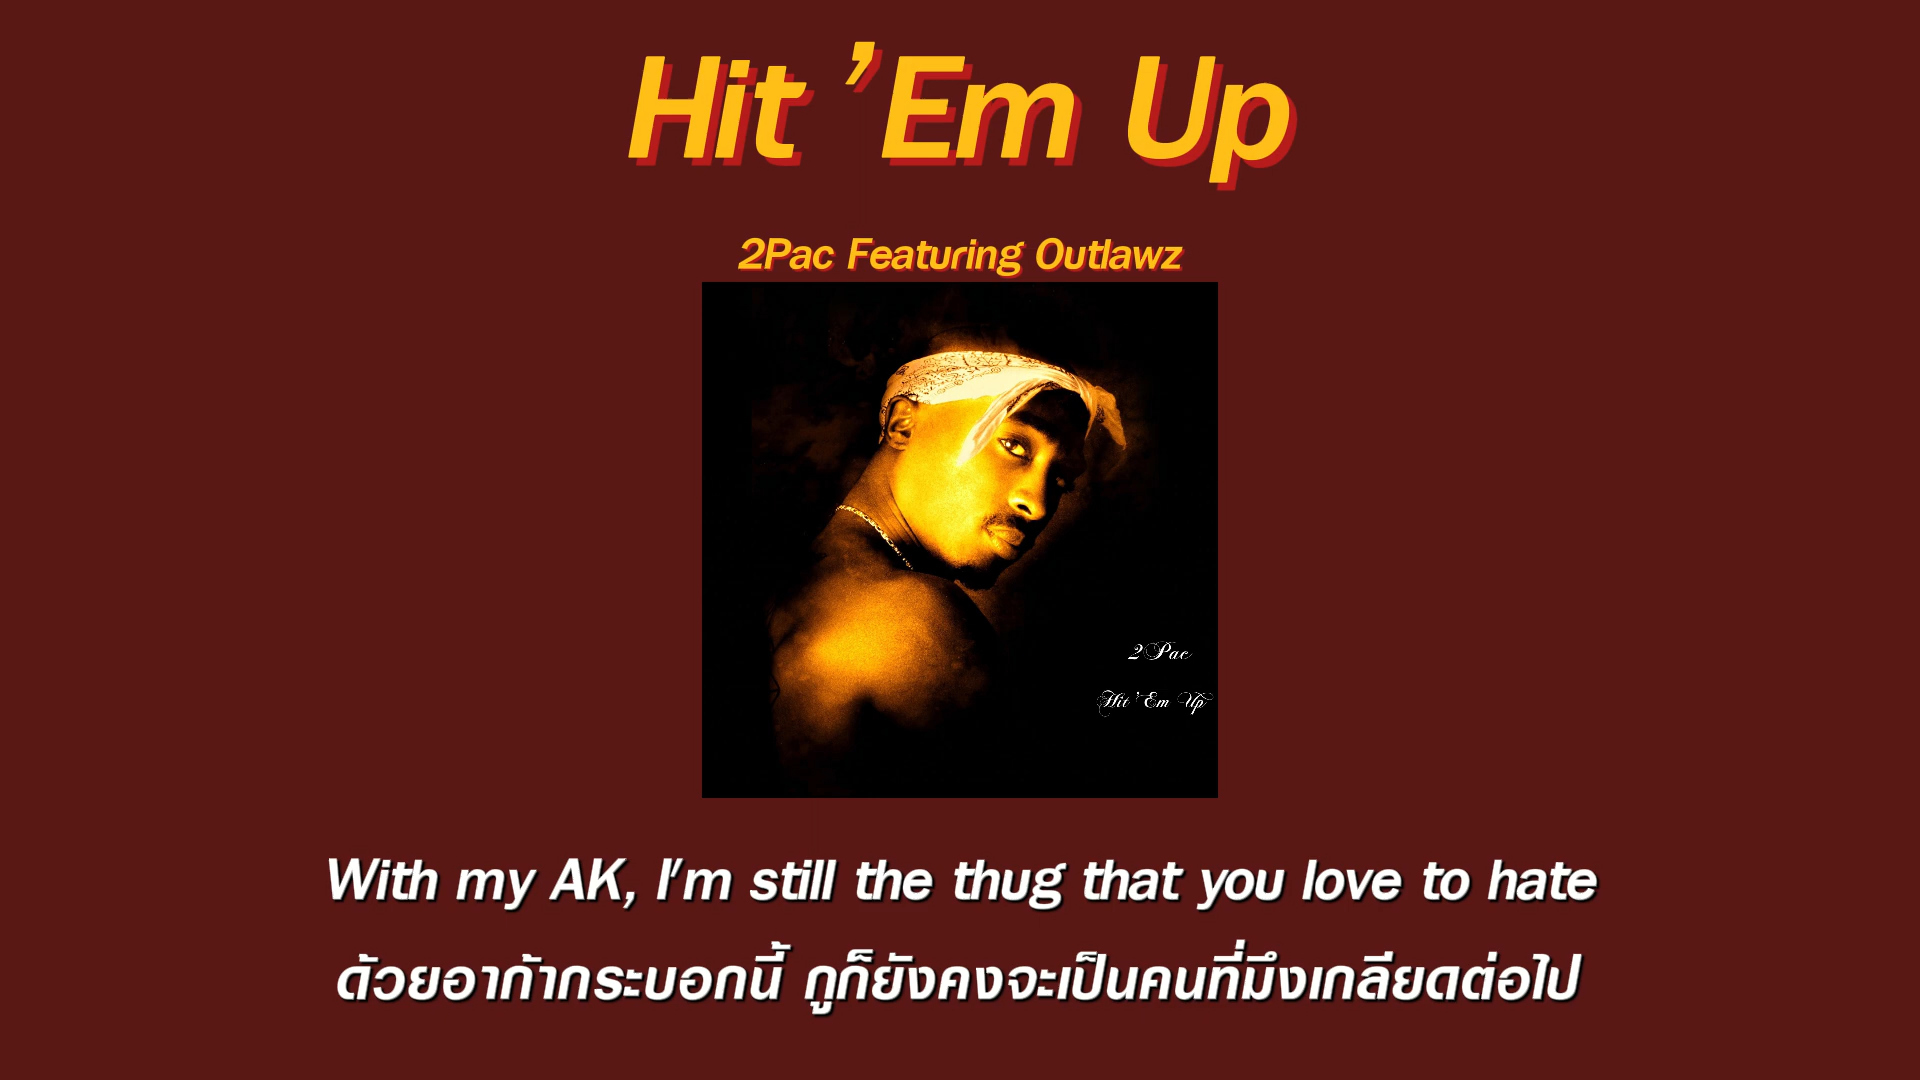 Hit ’Em Up
2Pac Featuring Outlawz
2Pac
Hit 'Em Up
With my AK, I'm still the thug that you love to hate
ด้วยอาก้ากระบอกนี้ กูก็ยังคงจะเป็นคนที่มึงเกลียดต่อไป